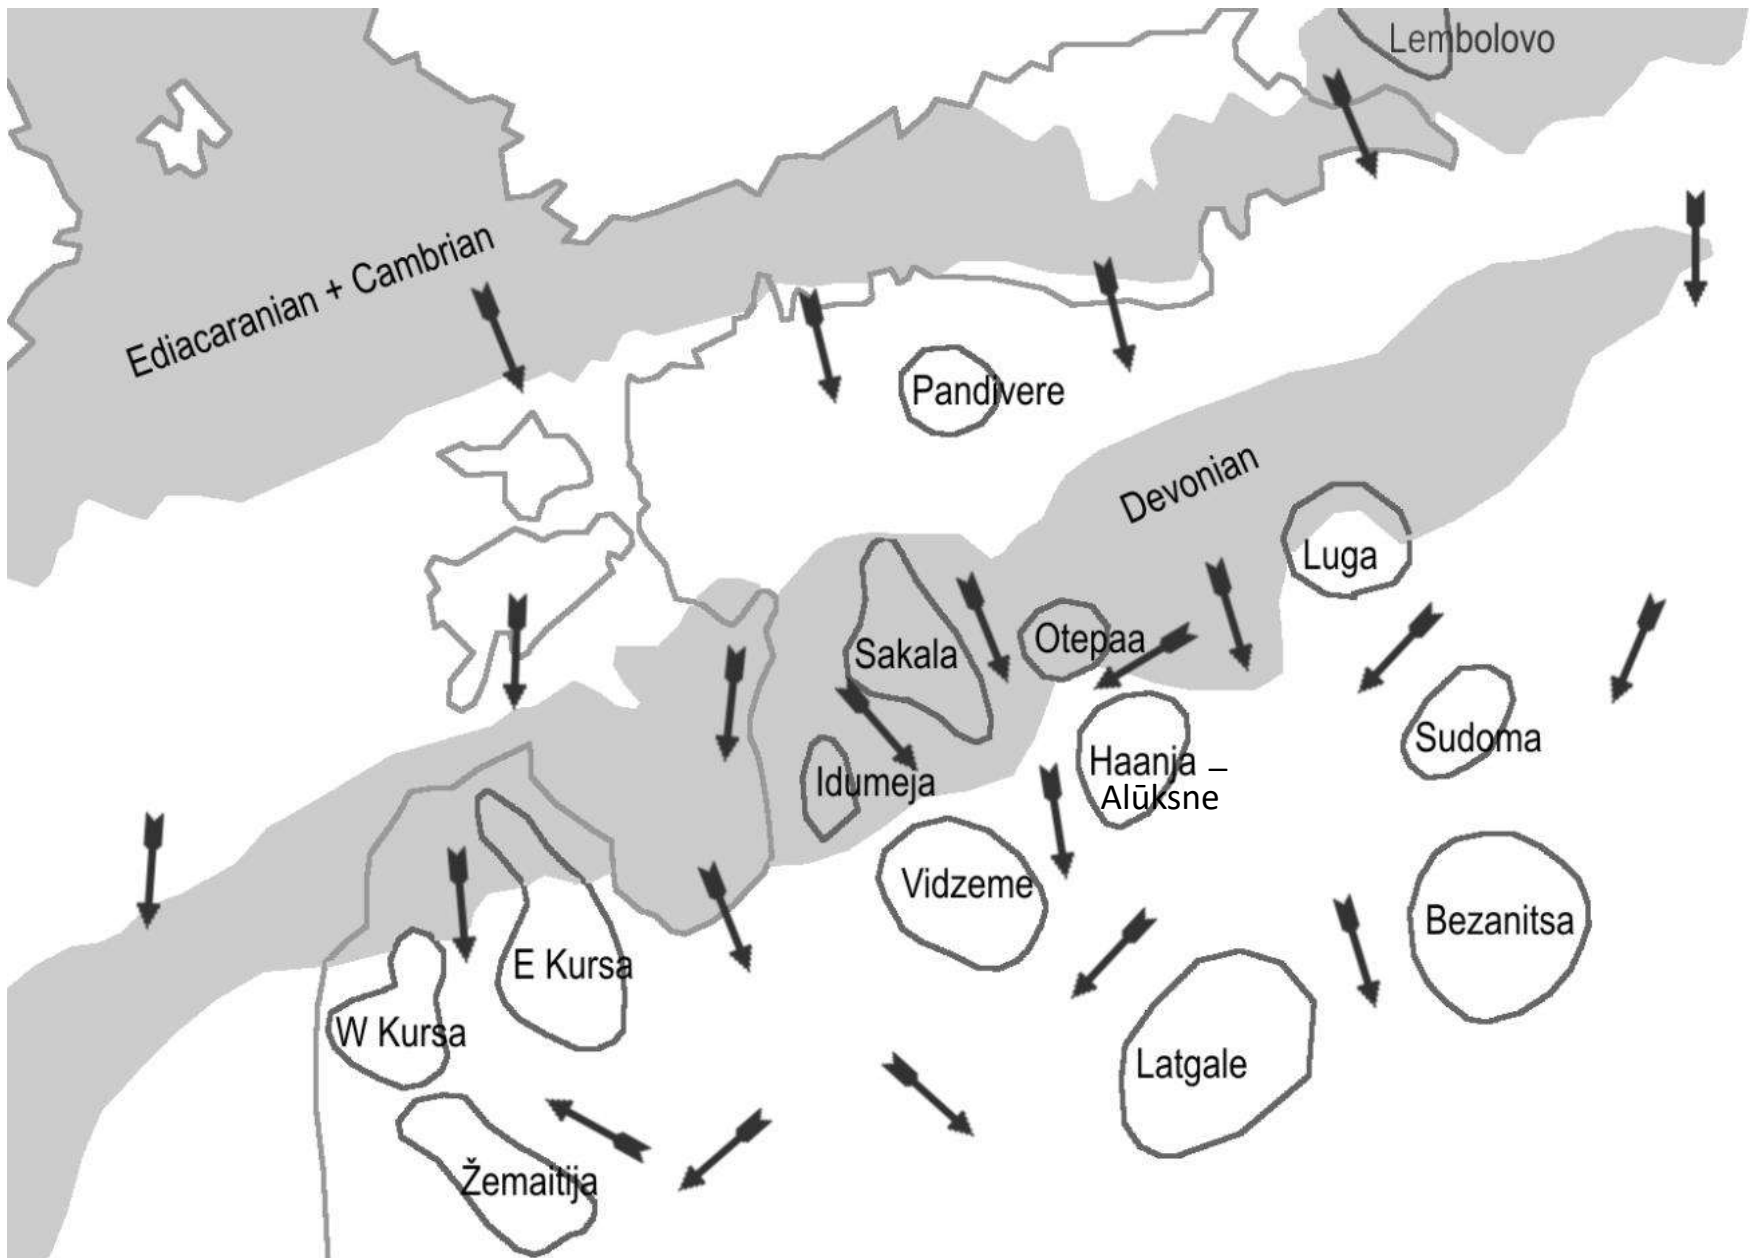 Lembolovo
Ediacaranian + Cambrian
Pandivere
Devonian
Luga
Sakala
Otepaa
Sudoma
Idumeja
Haanja –
Alūksne
Vidzeme
Bezanitsa
E Kursa
W Kursa
Latgale
Žemaitija